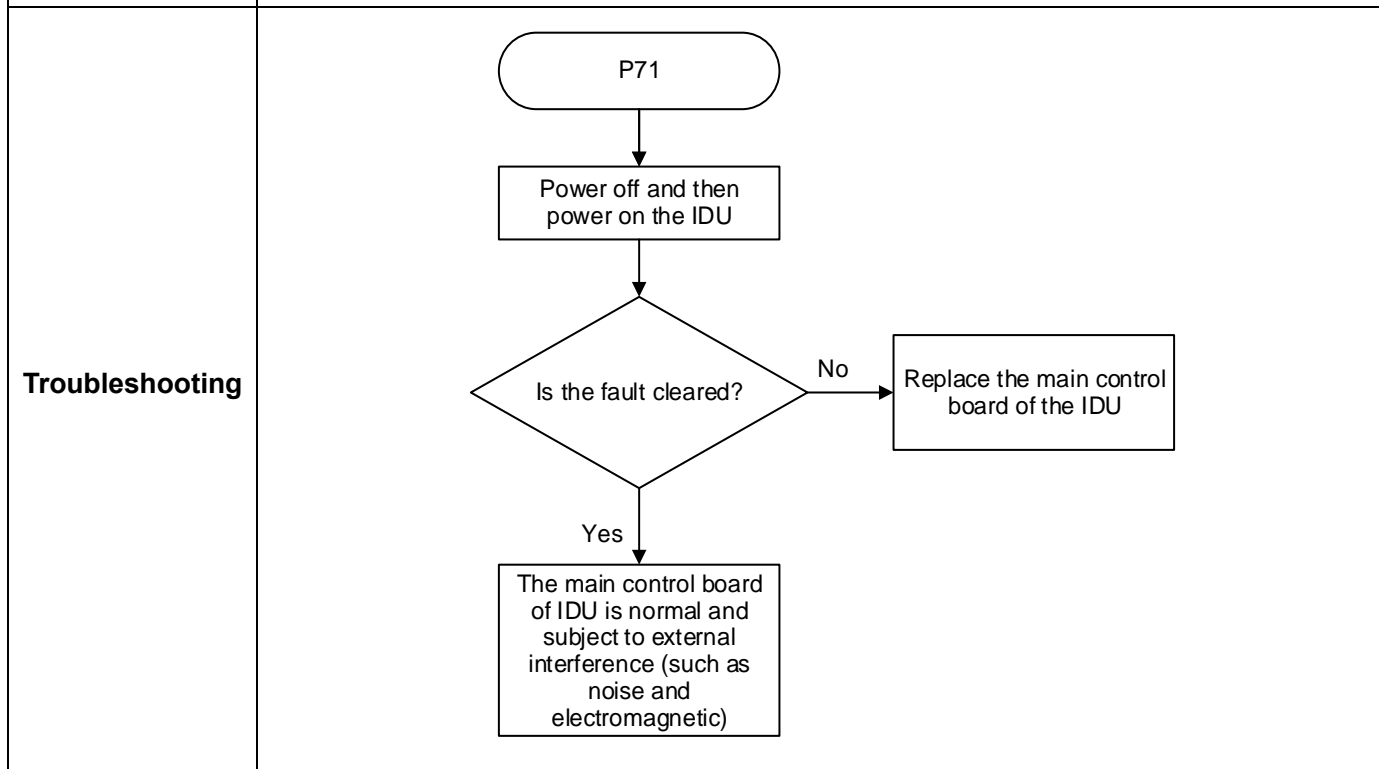 P71
Power off and then
power on the IDU
Troubleshooting
Is the fault cleared?
No
Replace the main control
board of the IDU
Yes
The main control board
of IDU is normal and
subject to external
interference (such as
noise and
electromagnetic)